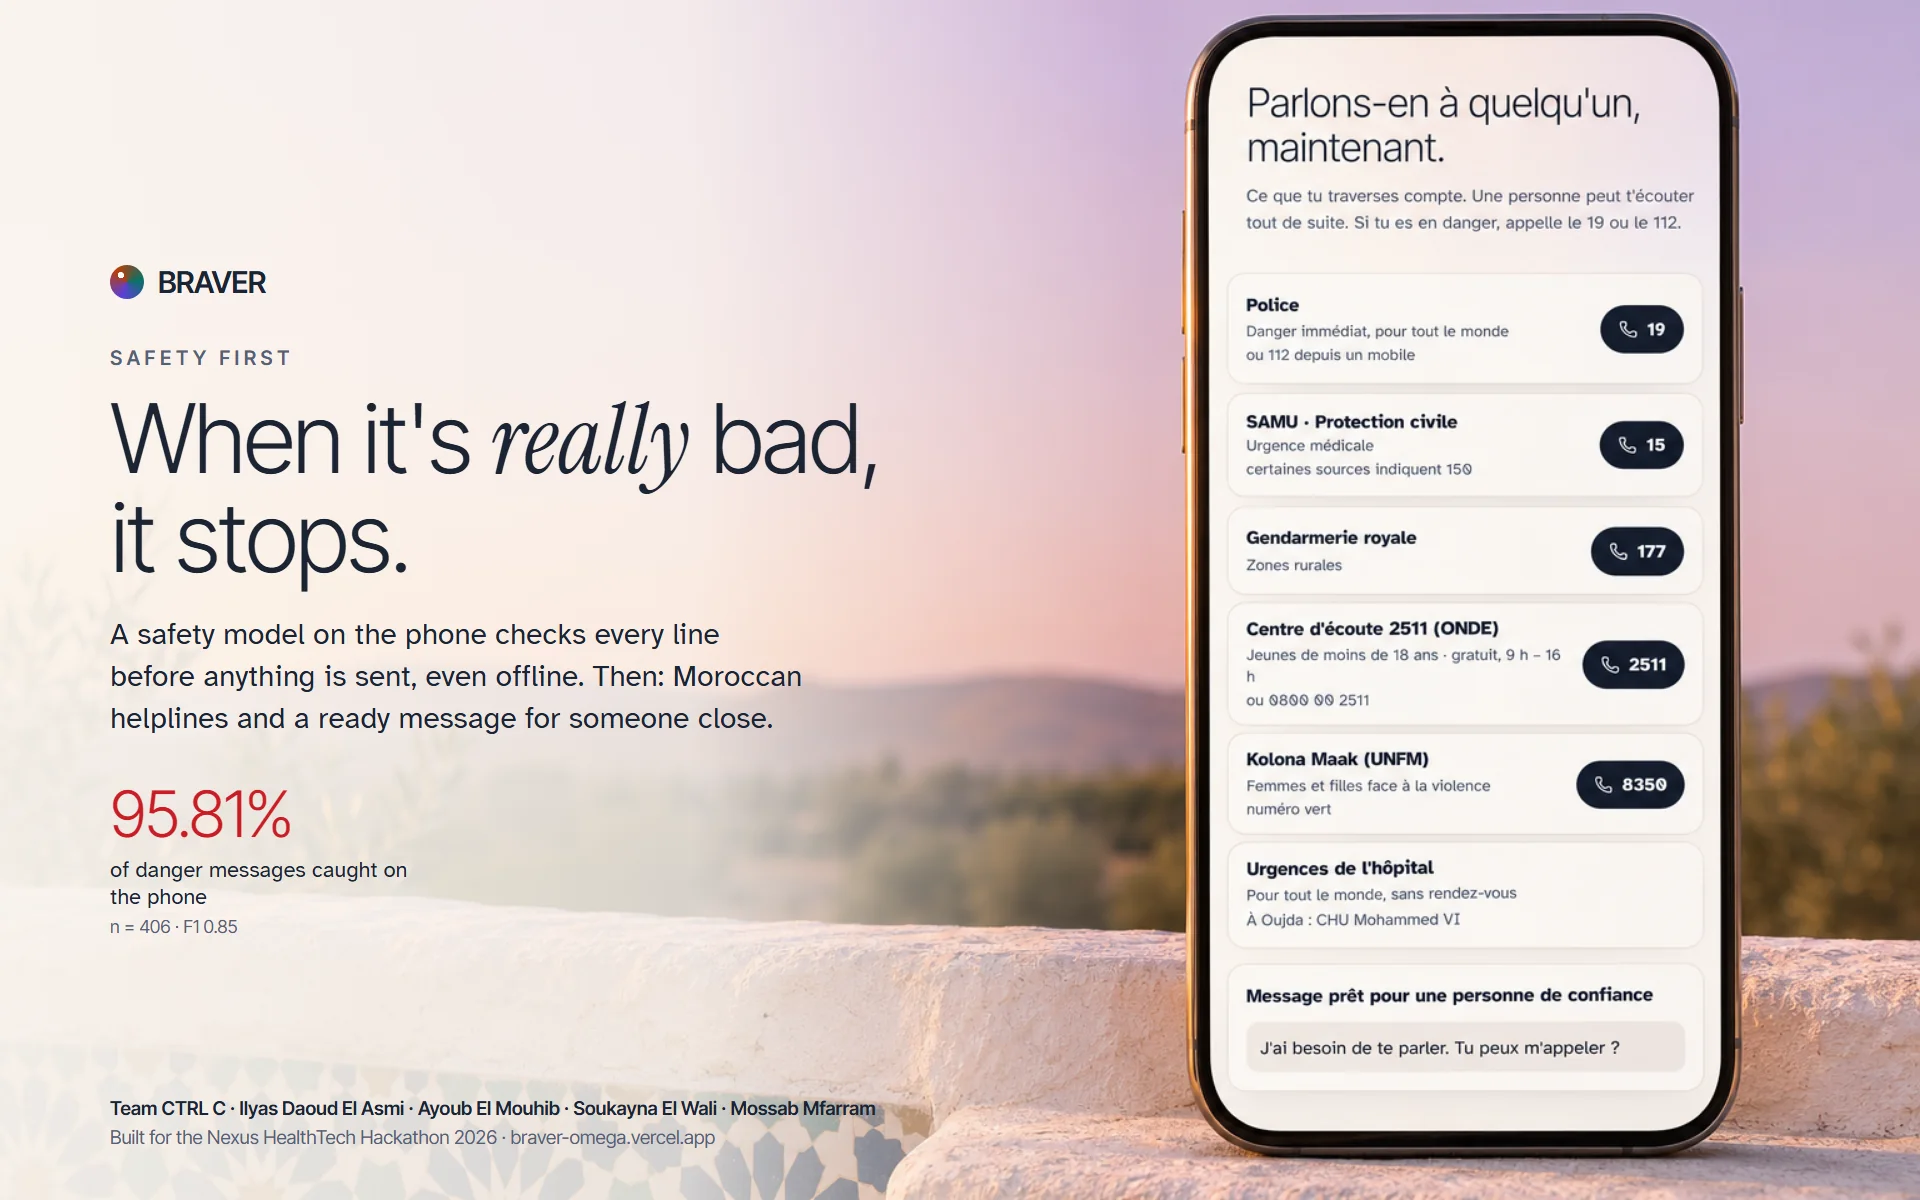 BRAVER
SAFETY FIRST
When it's really bad,
it stops.
A safety model on the phone checks every line
before anything is sent, even offline. Then: Moroccan
helplines and a ready message for someone close.
95.81%
of danger messages caught on
the phone
n = 406 · F1 0.85
Team CTRL C · Ilyas Daoud El Asmi · Ayoub El Mouhib · Soukayna El Wali · Mossab Mfarram
Built for the Nexus HealthTech Hackathon 2026 · braver-omega.vercel.app
Parlons-en à quelqu'un,
maintenant.
Ce que tu traverses compte. Une personne peut t'écouter
tout de suite. Si tu es en danger, appelle le 19 ou le 112.
Police
Danger immédiat, pour tout le monde
ou 112 depuis un mobile
19
SAMU · Protection civile
Urgence médicale
certaines sources indiquent 150
15
Gendarmerie royale
Zones rurales
177
Centre d'écoute 2511 (ONDE)
Jeunes de moins de 18 ans · gratuit, 9 h – 16
h
ou 0800 00 2511
2511
Kolona Maak (UNFM)
Femmes et filles face à la violence
numéro vert
8350
Urgences de l'hôpital
Pour tout le monde, sans rendez-vous
À Oujda : CHU Mohammed VI
Message prêt pour une personne de confiance
J'ai besoin de te parler. Tu peux m'appeler ?